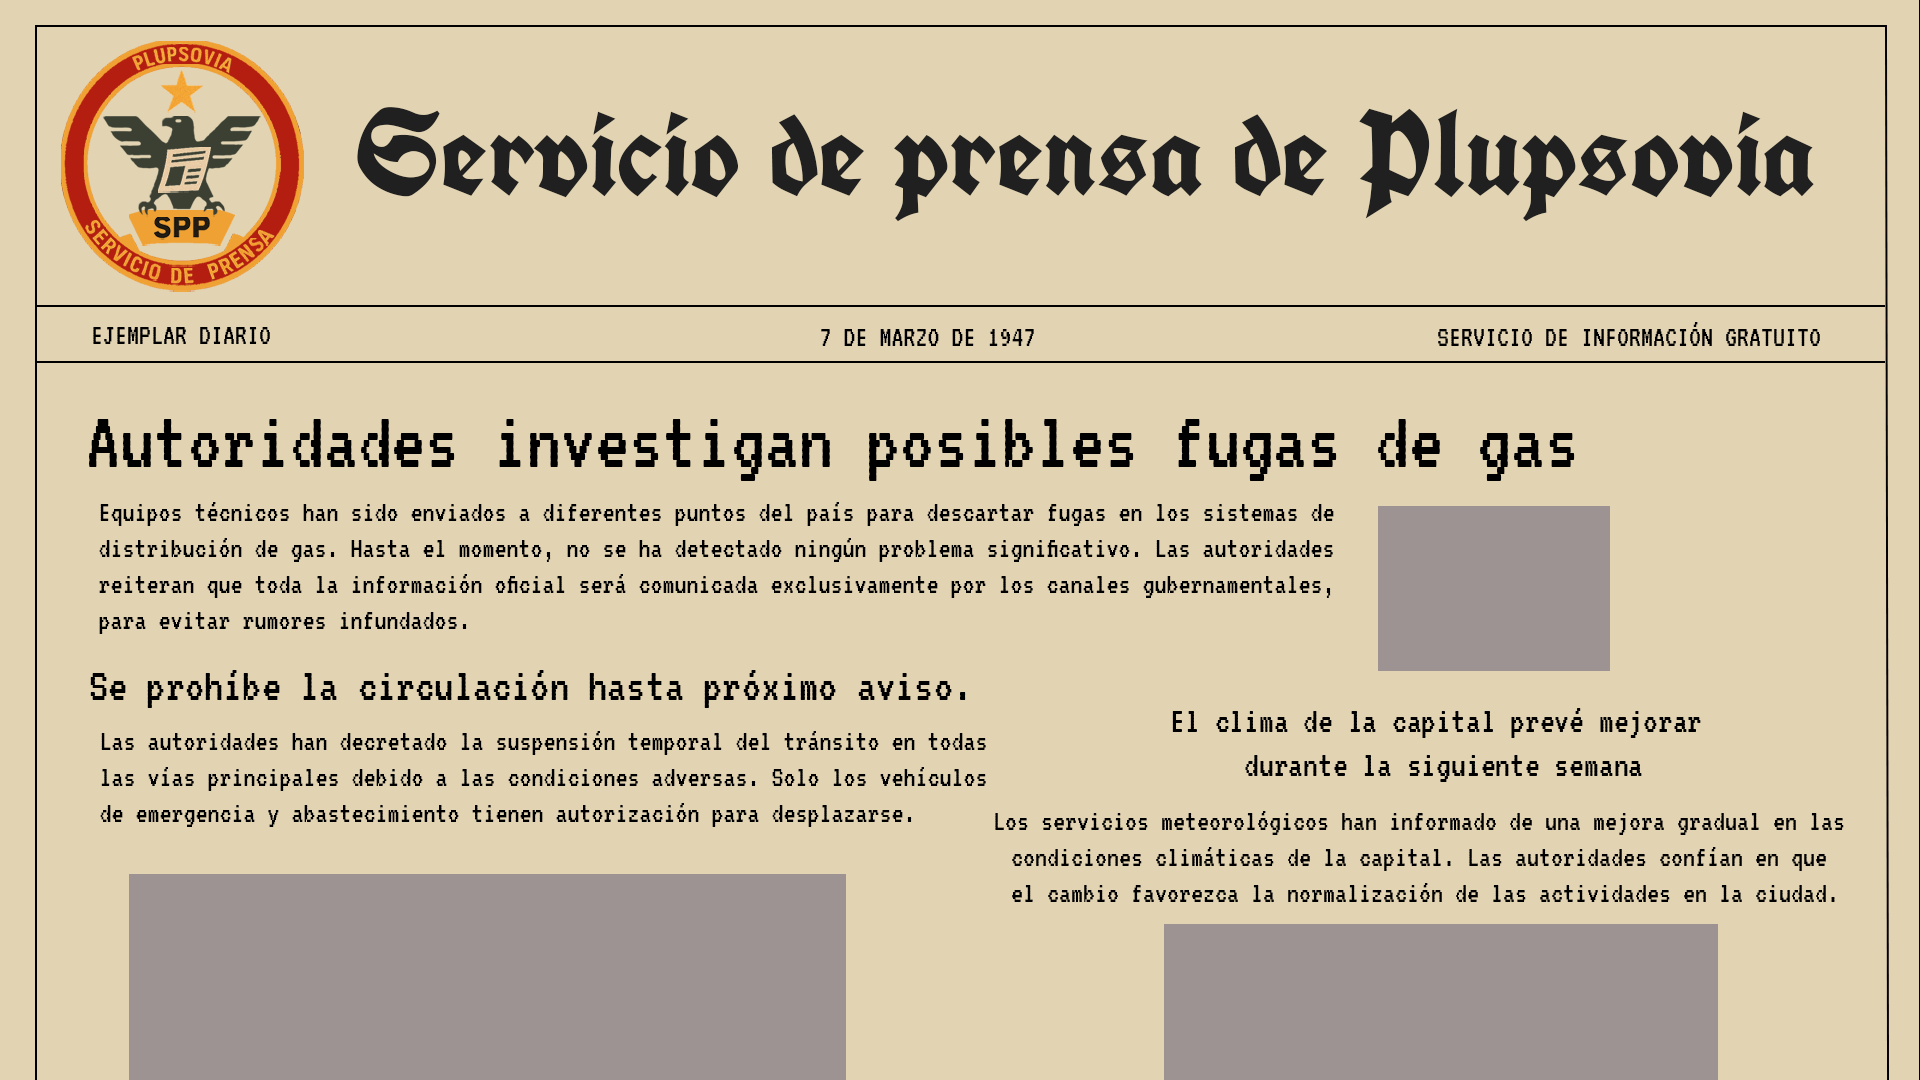 PLUPSOVIA
SPP
SERVICIO DE PRENSA
Servicio de prensa de Plupsovia
EJEMPLAR DIARIO
7 DE MARZO DE 1947
SERVICIO DE INFORMACIÓN GRATUITO
Autoridades investigan posibles fugas de gas
Equipos técnicos han sido enviados a diferentes puntos del país para descartar fugas en los sistemas de
distribución de gas. Hasta el momento, no se ha detectado ningún problema significativo. Las autoridades
reiteran que toda la información oficial será comunicada exclusivamente por los canales gubernamentales,
para evitar rumores infundados.
Se prohíbe la circulación hasta próximo aviso.
Las autoridades han decretado la suspensión temporal del tránsito en todas
las vías principales debido a las condiciones adversas. Solo los vehículos
de emergencia y abastecimiento tienen autorización para desplazarse.
El clima de la capital prevé mejorar
durante la siguiente semana
Los servicios meteorológicos han informado de una mejora gradual en las
condiciones climáticas de la capital. Las autoridades confían en que
el cambio favorezca la normalización de las actividades en la ciudad.